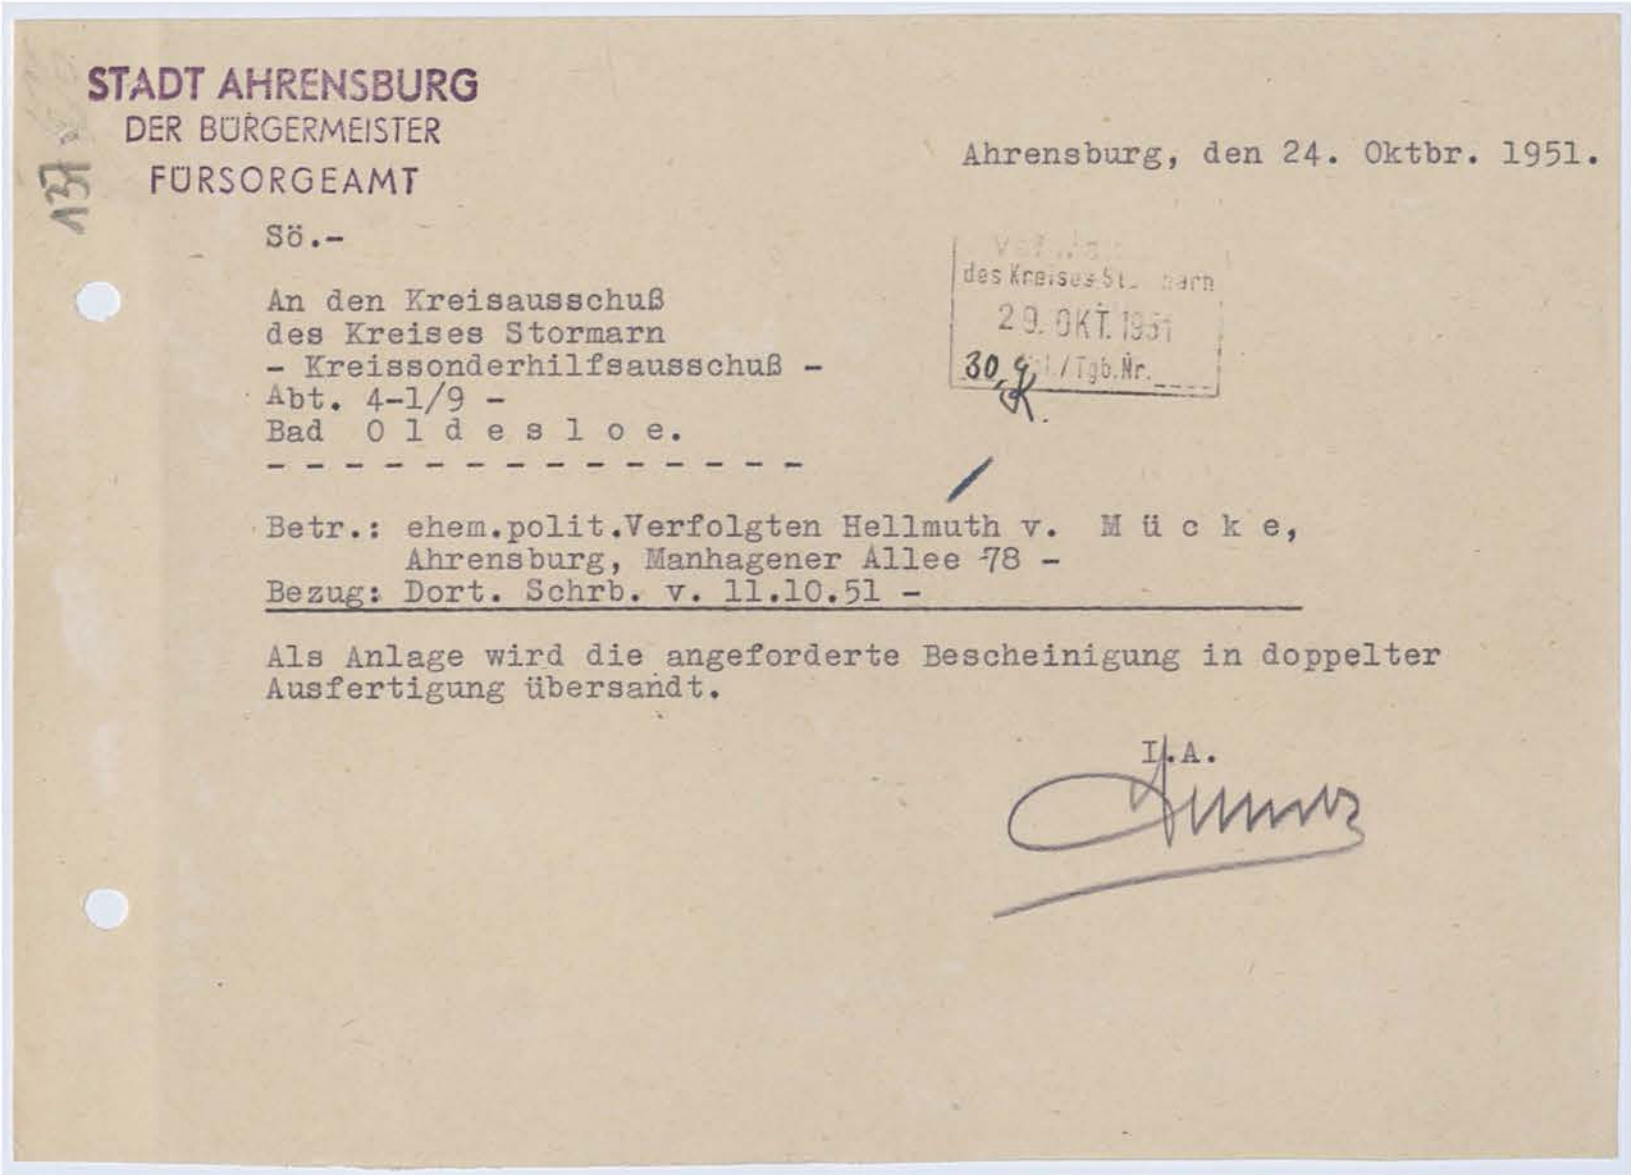 STADT AHRENSBURG
DER BÜRGERMEISTER
FÜRSORGEAMT
137
Ahrensburg, den 24. Oktbr. 1951.
Sö.-
des Kreises
29. OKT. 1951
30.
/Tgb.Nr.
An den Kreisausschuß
des Kreises Stormarn
- Kreissonderhilfsausschuß -
Abt. 4-1/9 -
Bad O l d e s l o e.
- - - - - - - - - - - - - -
Betr.: ehem.polit.Verfolgten Hellmuth v. M ü c k e,
Ahrensburg, Manhagener Allee 78 -
Bezug: Dort. Schrb. v. 11.10.51 -
Als Anlage wird die angeforderte Bescheinigung in doppelter
Ausfertigung übersandt.
I.A.